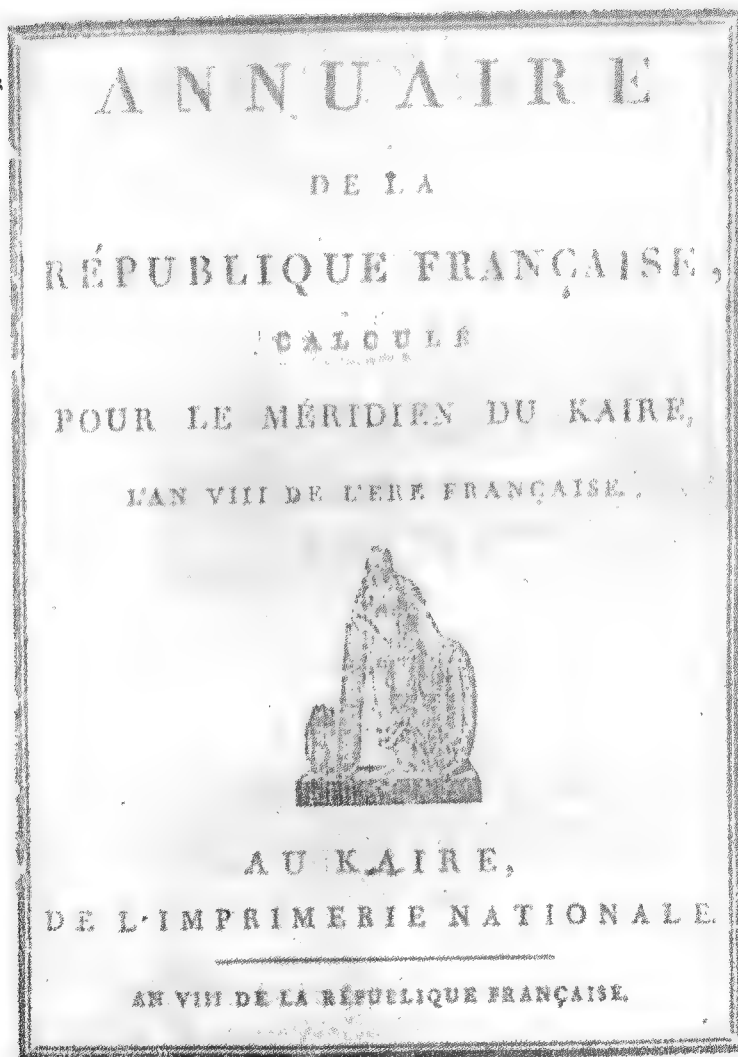 ANNUAIRE
DE LA
RÉPUBLIQUE FRANÇAISE,
CALCULÉ
POUR LE MÉRIDIEN DU KAIRE,
L'AN VIII DE L'ERE FRANÇAISE.
AU KAIRE,
DE L'IMPRIMERIE NATIONALE
AN VIII DE LA RÉPUBLIQUE FRANÇAISE.